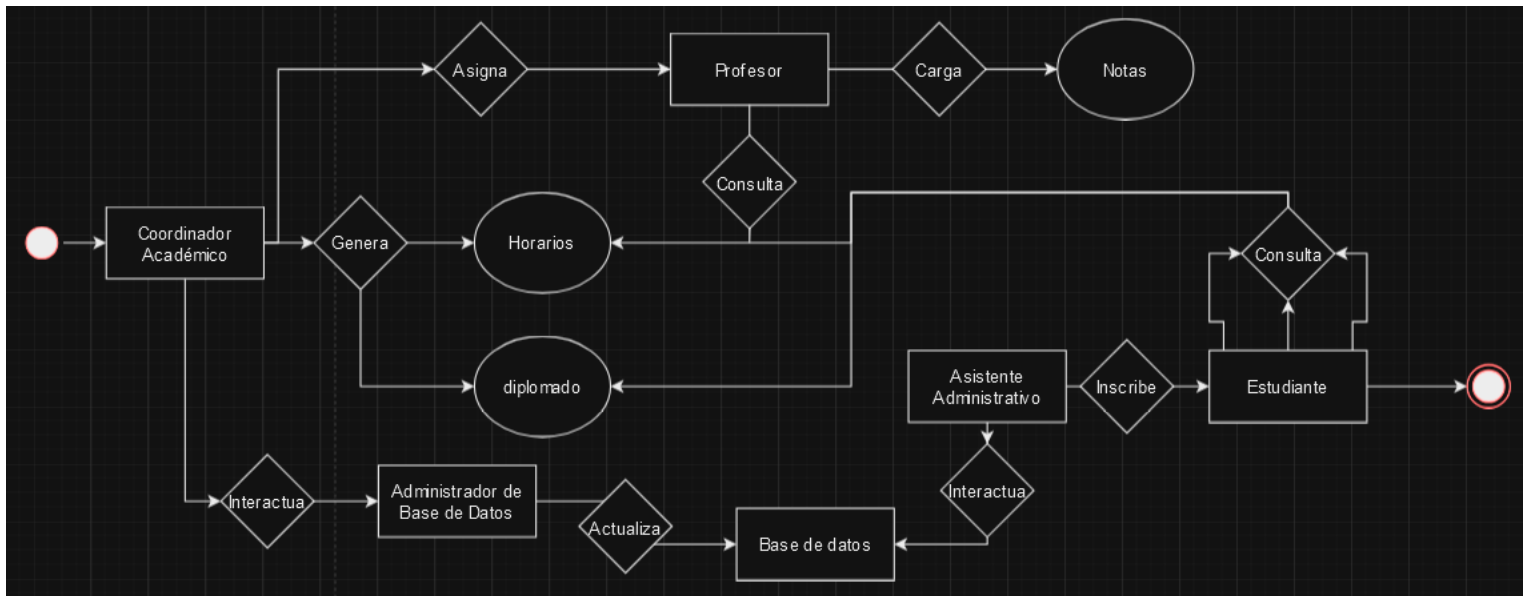 Asigna
Profesor
Carga
Notas
Consulta
Coordinador
Académico
Genera
Horarios
Consulta
diplomado
Asistente
Administrativo
Inscribe
Estudiante
Interactua
Administrador de
Base de Datos
Actualiza
Interactua
Base de datos